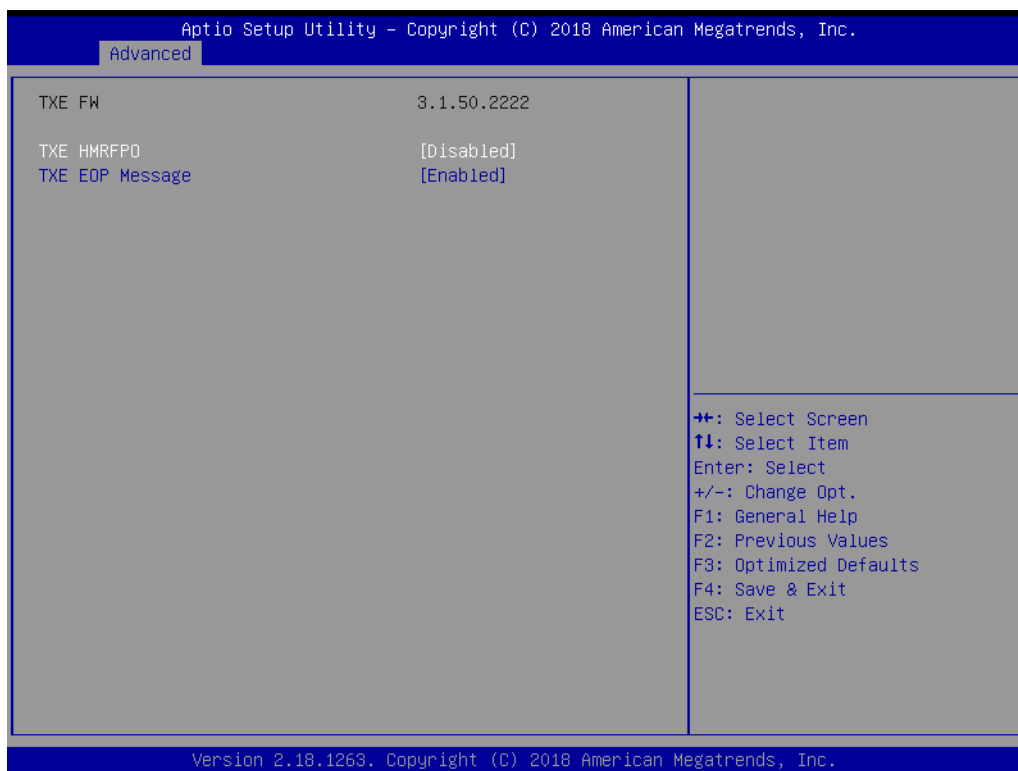 Aptio Setup Utility – Copyright (C) 2018 American Megatrends, Inc.
Advanced
TXE FW 3.1.50.2222
TXE HMRFPO [Disabled]
TXE EOP Message [Enabled]
→←: Select Screen
↑↓: Select Item
Enter: Select
+/-: Change Opt.
F1: General Help
F2: Previous Values
F3: Optimized Defaults
F4: Save & Exit
ESC: Exit
Version 2.18.1263. Copyright (C) 2018 American Megatrends, Inc.